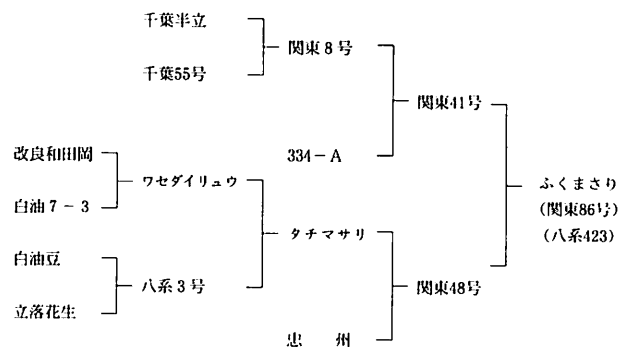 千葉半立
関東8号
千葉55号
関東41号
334-A
改良和田岡
ワセダイリュウ
白油7-3
ふくまさり
(関東86号)
(八系423)
タチマサリ
白油豆
八系3号
関東48号
立落花生
忠 州